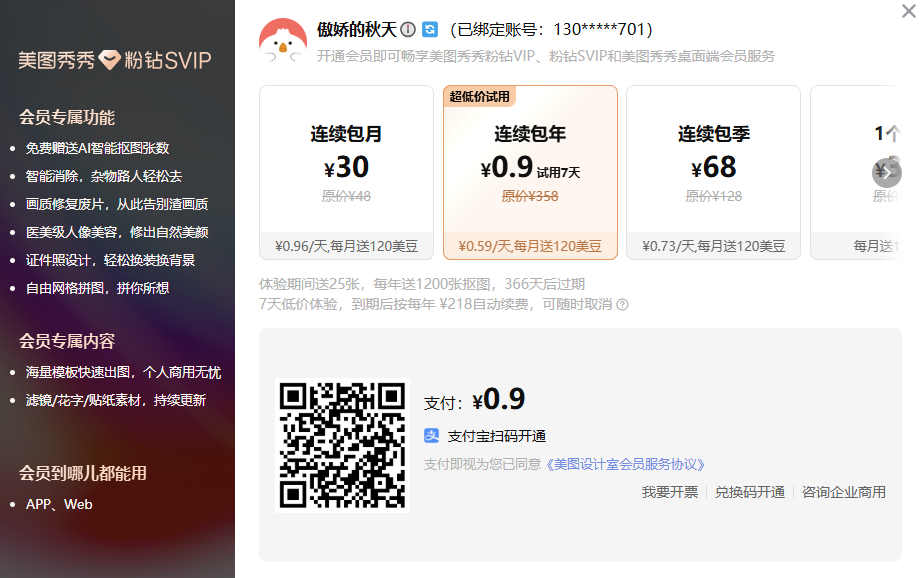 美图秀秀 粉钻SVIP
会员专属功能
免费赠送AI智能抠图张数
智能消除，杂物路人轻松去
画质修复废片，从此告别渣画质
医美级人像美容，修出自然美颜
证件照设计，轻松换装换背景
自由网格拼图，拼你所想
会员专属内容
海量模板快速出图，个人商用无忧
滤镜/花字/贴纸素材，持续更新
会员到哪儿都能用
APP、Web
傲娇的秋天 （已绑定账号：130*****701）
开通会员即可畅享美图秀秀粉钻VIP、粉钻SVIP和美图秀秀桌面端会员服务
连续包月
¥30
原价¥48
¥0.96/天,每月送120美豆
超低价试用
连续包年
¥0.9 试用7天
原价¥358
¥0.59/天,每月送120美豆
连续包季
¥68
原价¥128
¥0.73/天,每月送120美豆
1个
原价
每月送1
体验期间送25张，每年送1200张抠图，366天后过期
7天低价体验，到期后按每年 ¥218自动续费，可随时取消
支付：¥0.9
支付宝扫码开通
支付即视为您已同意《美图设计室会员服务协议》
我要开票 兑换码开通 咨询企业商用